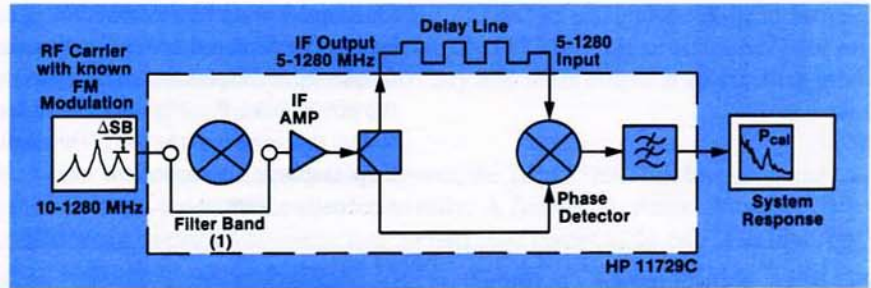 Delay Line
IF Output
5-1280 MHz
5-1280
Input
RF Carrier
with known
FM
Modulation
ΔSB
10-1280 MHz
IF
AMP
Filter Band
(1)
Phase
Detector
Pcal
System
Response
HP 11729C